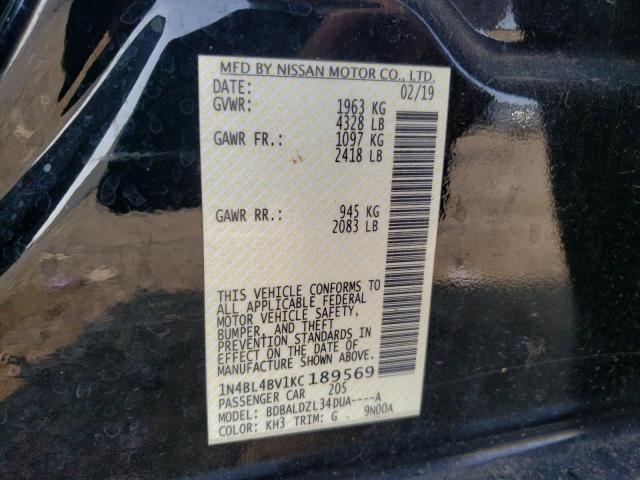 MFD BY NISSAN MOTOR CO., LTD.
DATE: 02/19
GVWR: 1963 KG
4328 LB
GAWR FR.: 1097 KG
2418 LB
GAWR RR.: 945 KG
2083 LB
THIS VEHICLE CONFORMS TO
ALL APPLICABLE FEDERAL
MOTOR VEHICLE SAFETY,
BUMPER, AND THEFT
PREVENTION STANDARDS IN
EFFECT ON THE DATE OF
MANUFACTURE SHOWN ABOVE.
1N4BL4BV1KC189569
PASSENGER CAR 205
MODEL: BDBALDZL34DUA----A
COLOR: KH3 TRIM: G 9N00A